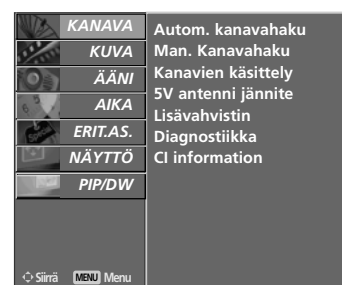 KANAVA
KUVA
ÄÄNI
AIKA
ERIT.AS.
NÄYTTÖ
PIP/DW
Autom. kanavahaku
Man. Kanavahaku
Kanavien käsittely
5V antenni jännite
Lisävahvistin
Diagnostiikka
CI information
Siirrä MENU Menu